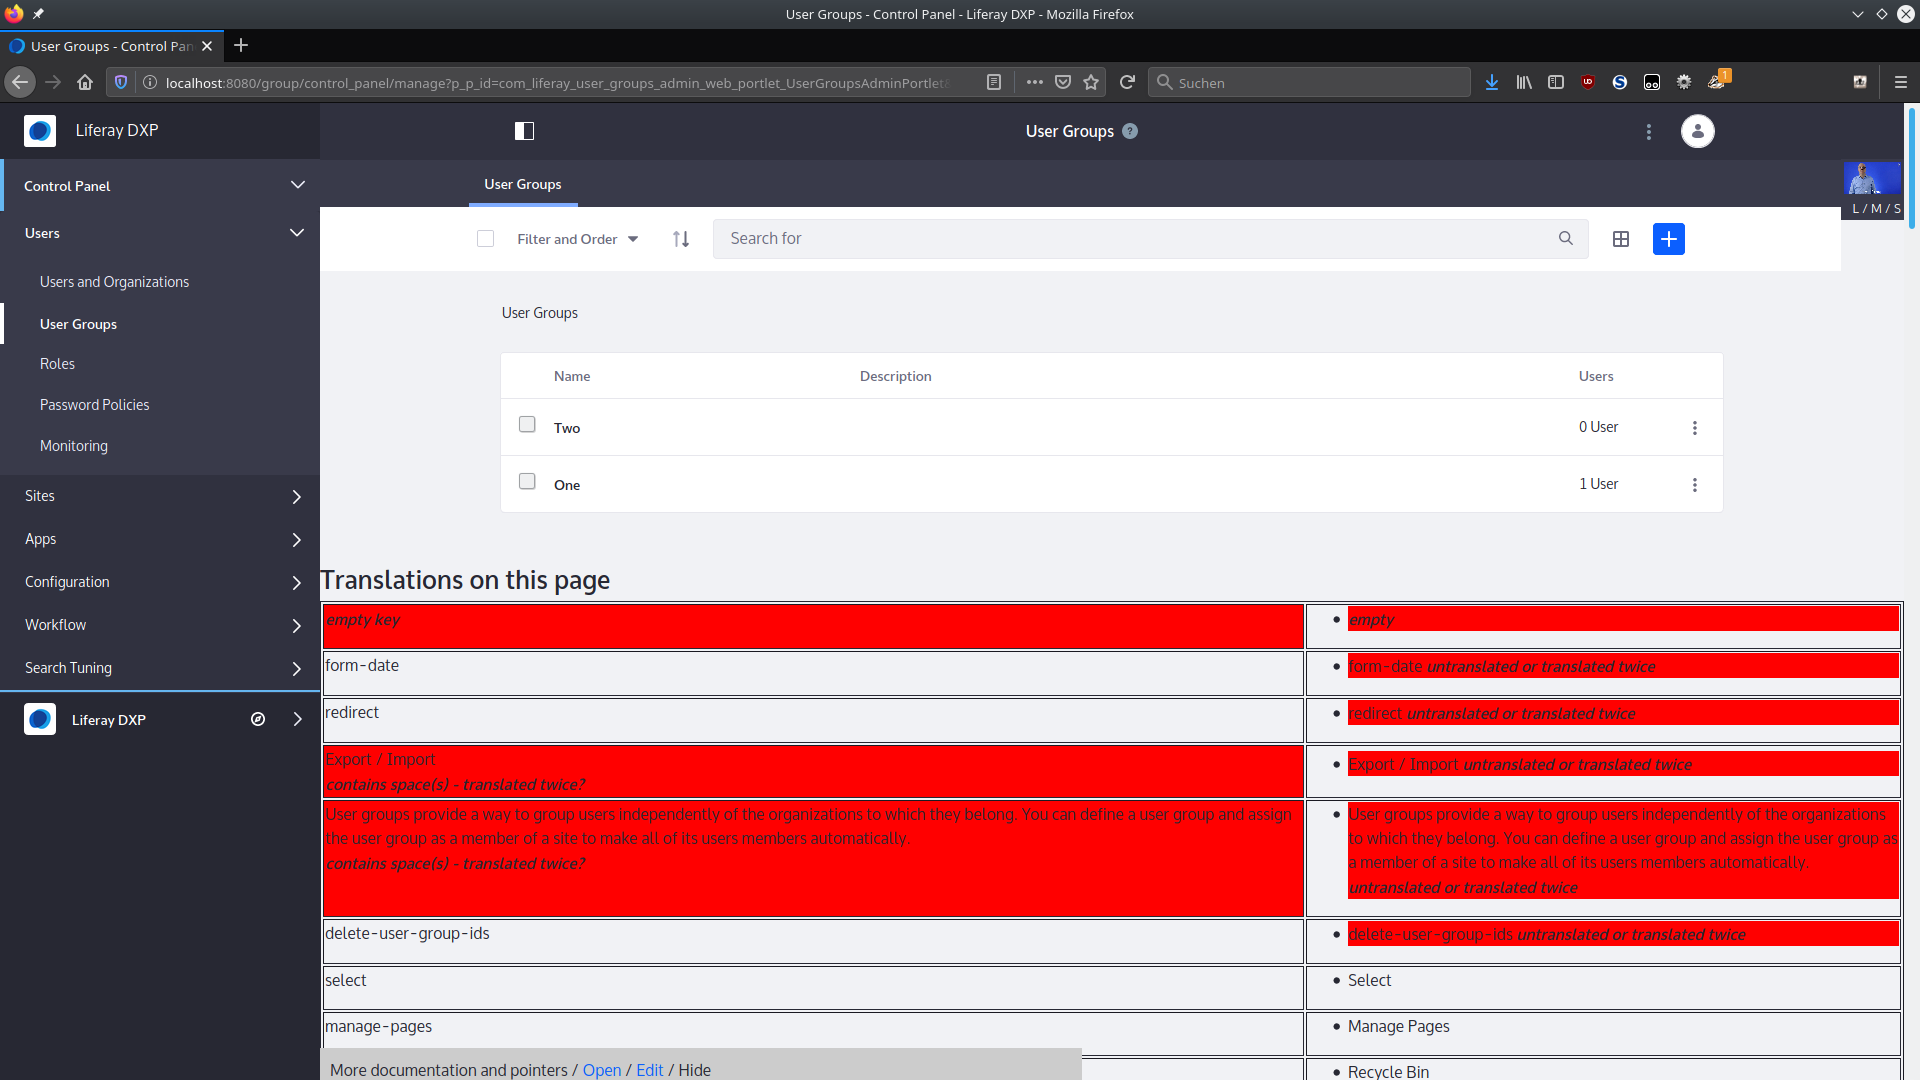 User Groups - Control Panel - Liferay DXP - Mozilla Firefox
User Groups - Control Pan
localhost:8080/group/control_panel/manage?p_p_id=com_liferay_user_groups_admin_web_portlet_UserGroupsAdminPortlet&
Suchen
1
Liferay DXP
User Groups
Control Panel
User Groups
L / M / S
Users
Filter and Order
Search for
Users and Organizations
User Groups
User Groups
Roles
Password Policies
Monitoring
Name Description Users
Two 0 User
One 1 User
Sites
Apps
Configuration
Workflow
Search Tuning
Liferay DXP
Translations on this page
empty key
empty
form-date
form-date untranslated or translated twice
redirect
redirect untranslated or translated twice
Export / Import
contains space(s) - translated twice?
Export / Import untranslated or translated twice
User groups provide a way to group users independently of the organizations to which they belong. You can define a user group and assign
the user group as a member of a site to make all of its users members automatically.
contains space(s) - translated twice?
User groups provide a way to group users independently of the organizations
to which they belong. You can define a user group and assign the user group as
a member of a site to make all of its users members automatically.
untranslated or translated twice
delete-user-group-ids
delete-user-group-ids untranslated or translated twice
select
Select
manage-pages
Manage Pages
Recycle Bin
More documentation and pointers / Open / Edit / Hide